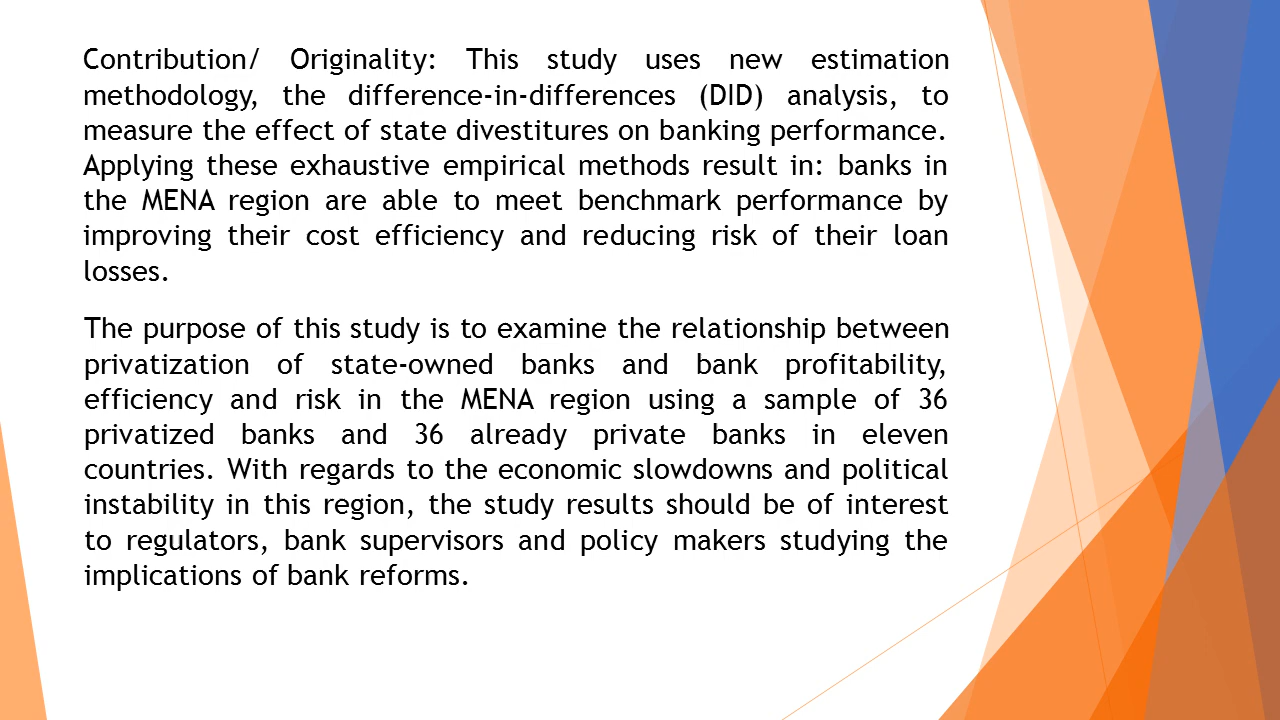 Contribution/ Originality: This study uses new estimation
methodology, the difference-in-differences (DID) analysis, to
measure the effect of state divestitures on banking performance.
Applying these exhaustive empirical methods result in: banks in
the MENA region are able to meet benchmark performance by
improving their cost efficiency and reducing risk of their loan
losses.
The purpose of this study is to examine the relationship between
privatization of state-owned banks and bank profitability,
efficiency and risk in the MENA region using a sample of 36
privatized banks and 36 already private banks in eleven
countries. With regards to the economic slowdowns and political
instability in this region, the study results should be of interest
to regulators, bank supervisors and policy makers studying the
implications of bank reforms.